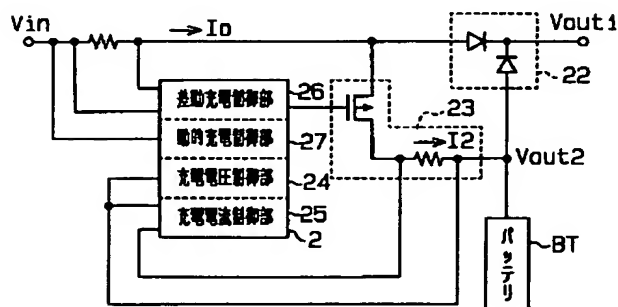 Vin
Io
Vout1
差動充電制御部
26
22
動的充電制御部
27
23
I2
充電電圧制御部
24
Vout2
充電電流制御部
25
2
バッテリ
BT